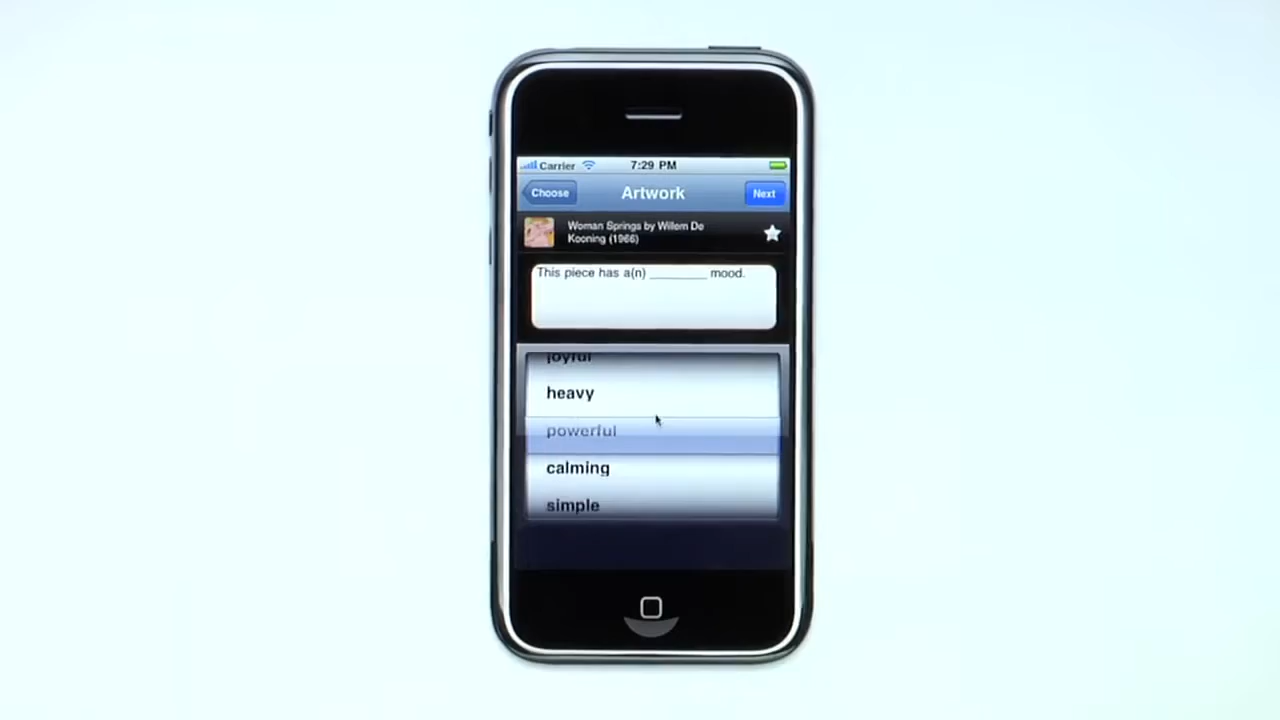 Carrier 7:29 PM
Choose Artwork Next
Woman Springs by Willem De
Kooning (1966)
This piece has a(n) ________ mood.
joyful
heavy
powerful
calming
simple